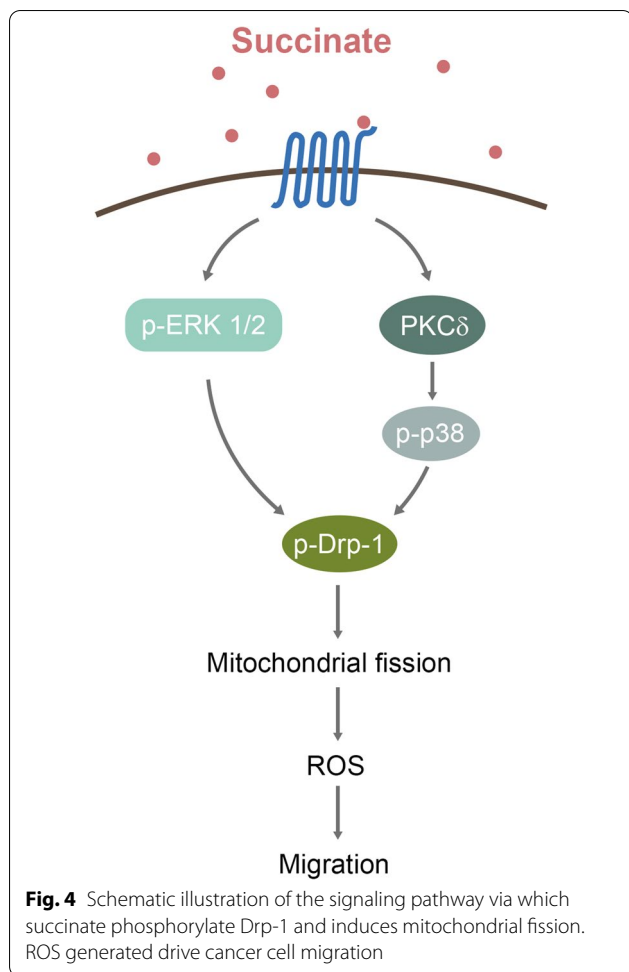 Succinate
p-ERK 1/2
PKCδ
p-p38
p-Drp-1
Mitochondrial fission
ROS
Migration
Fig. 4 Schematic illustration of the signaling pathway via which
succinate phosphorylate Drp-1 and induces mitochondrial fission.
ROS generated drive cancer cell migration